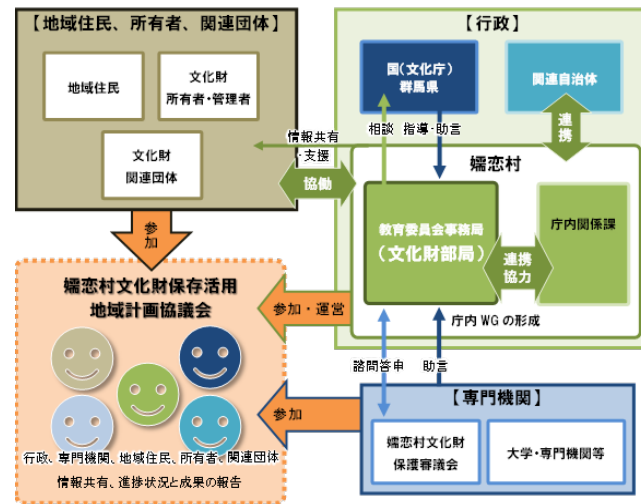 【地域住民、所有者、関連団体】
地域住民
文化財
所有者・管理者
文化財
関連団体
【行政】
国(文化庁)
群馬県
関連自治体
相談
指導・助言
連携
情報共有
・支援
協働
嬬恋村
教育委員会事務局
(文化財部局)
連携
協力
庁内関係課
庁内 WG の形成
参加
嬬恋村文化財保存活用
地域計画協議会
参加・運営
諮問答申
助言
参加
行政、専門機関、地域住民、所有者、関連団体
情報共有、進捗状況と成果の報告
【専門機関】
嬬恋村文化財
保護審議会
大学・専門機関等